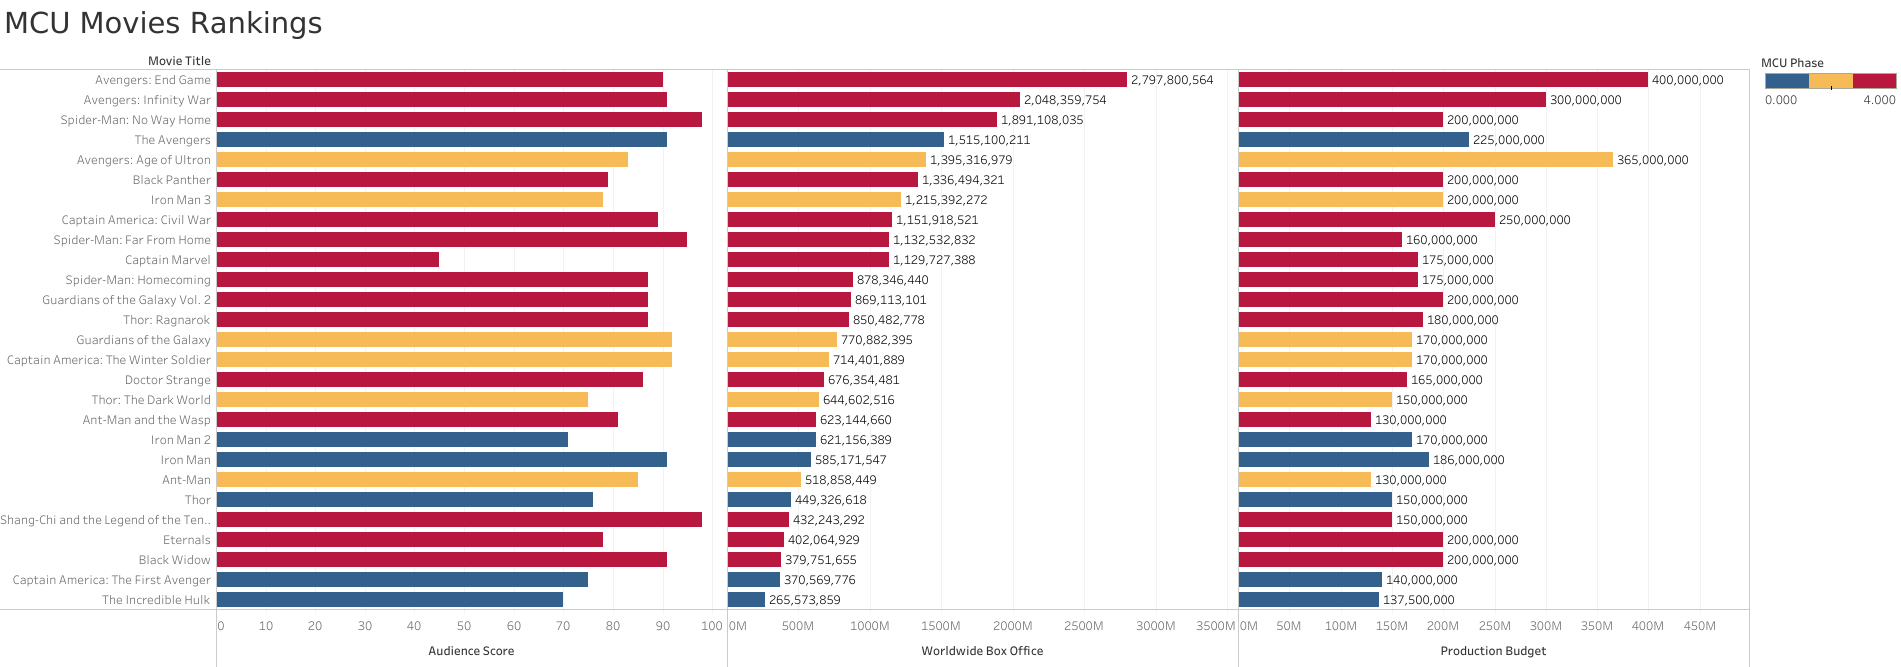 MCU Movies Rankings
Movie Title
MCU Phase
0.000 4.000
Avengers: End Game 2,797,800,564 400,000,000
Avengers: Infinity War 2,048,359,754 300,000,000
Spider-Man: No Way Home 1,891,108,035 200,000,000
The Avengers 1,515,100,211 225,000,000
Avengers: Age of Ultron 1,395,316,979 365,000,000
Black Panther 1,336,494,321 200,000,000
Iron Man 3 1,215,392,272 200,000,000
Captain America: Civil War 1,151,918,521 250,000,000
Spider-Man: Far From Home 1,132,532,832 160,000,000
Captain Marvel 1,129,727,388 175,000,000
Spider-Man: Homecoming 878,346,440 175,000,000
Guardians of the Galaxy Vol. 2 869,113,101 200,000,000
Thor: Ragnarok 850,482,778 180,000,000
Guardians of the Galaxy 770,882,395 170,000,000
Captain America: The Winter Soldier 714,401,889 170,000,000
Doctor Strange 676,354,481 165,000,000
Thor: The Dark World 644,602,516 150,000,000
Ant-Man and the Wasp 623,144,660 130,000,000
Iron Man 2 621,156,389 170,000,000
Iron Man 585,171,547 186,000,000
Ant-Man 518,858,449 130,000,000
Thor 449,326,618 150,000,000
Shang-Chi and the Legend of the Ten.. 432,243,292 150,000,000
Eternals 402,064,929 200,000,000
Black Widow 379,751,655 200,000,000
Captain America: The First Avenger 370,569,776 140,000,000
The Incredible Hulk 265,573,859 137,500,000
0 10 20 30 40 50 60 70 80 90 100 0M 500M 1000M 1500M 2000M 2500M 3000M 3500M 0M 50M 100M 150M 200M 250M 300M 350M 400M 450M
Audience Score Worldwide Box Office Production Budget